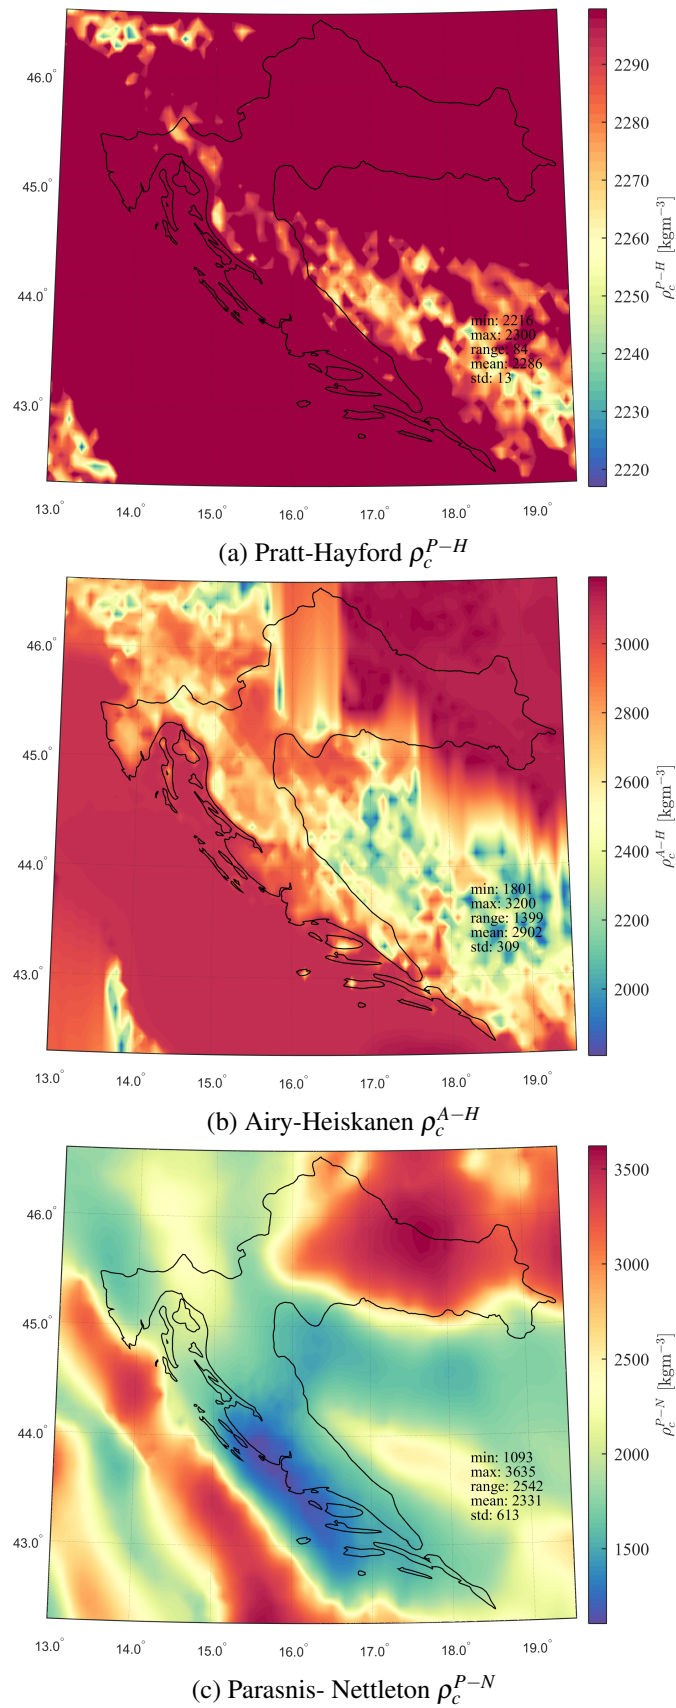 46.0°
45.0°
44.0°
43.0°
13.0°
14.0°
15.0°
16.0°
17.0°
18.0°
19.0°
min: 2216
max: 2300
range: 84
mean: 2286
std: 13
2290
2280
2270
2260
2250
2240
2230
2220
ρ_c^{P−H} [kgm⁻³]
(a) Pratt-Hayford ρ_c^{P−H}
46.0°
45.0°
44.0°
43.0°
13.0°
14.0°
15.0°
16.0°
17.0°
18.0°
19.0°
min: 1801
max: 3200
range: 1399
mean: 2902
std: 309
3000
2800
2600
2400
2200
2000
ρ_c^{A−H} [kgm⁻³]
(b) Airy-Heiskanen ρ_c^{A−H}
46.0°
45.0°
44.0°
43.0°
13.0°
14.0°
15.0°
16.0°
17.0°
18.0°
19.0°
min: 1093
max: 3635
range: 2542
mean: 2331
std: 613
3500
3000
2500
2000
1500
ρ_c^{P−N} [kgm⁻³]
(c) Parasnis- Nettleton ρ_c^{P−N}